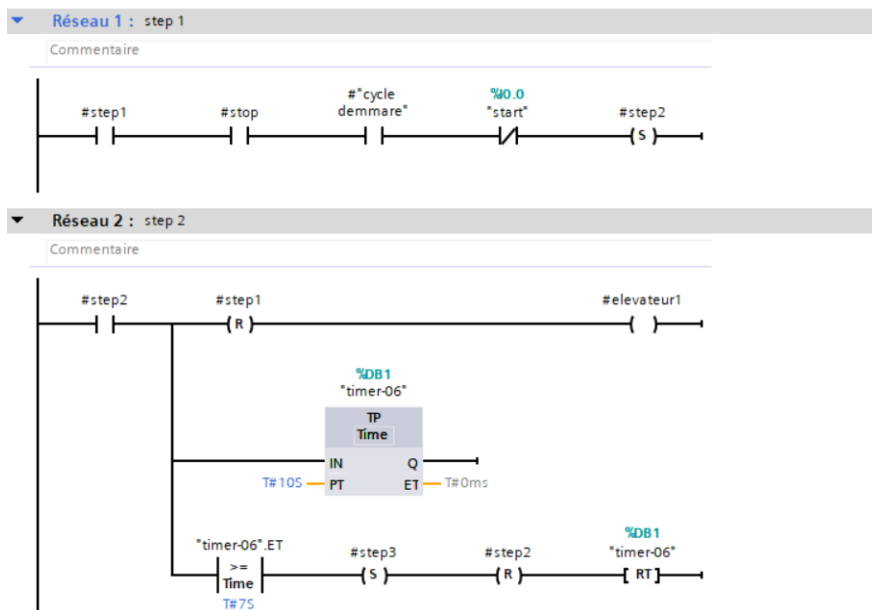 Réseau 1 : step 1
Commentaire
#step1
#stop
#"cycle
demmare"
%I0.0
"start"
#step2
S
Réseau 2 : step 2
Commentaire
#step2
#step1
R
#elevateur1
%DB1
"timer-06"
TP
Time
IN
Q
T#10S
PT
ET
T#0ms
"timer-06".ET
>=
Time
T#7S
#step3
S
#step2
R
%DB1
"timer-06"
RT